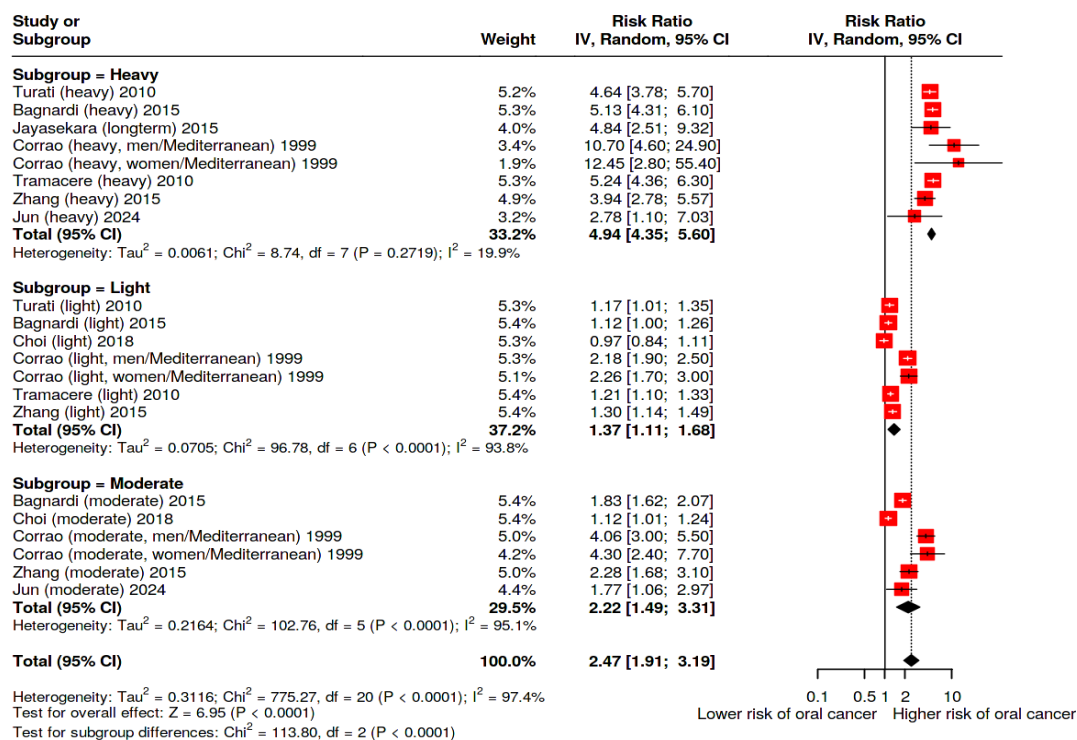 Study or Risk Ratio Risk Ratio
Subgroup Weight IV, Random, 95% CI IV, Random, 95% CI
Subgroup = Heavy
Turati (heavy) 2010 5.2% 4.64 [3.78; 5.70]
Bagnardi (heavy) 2015 5.3% 5.13 [4.31; 6.10]
Jayasekara (longterm) 2015 4.0% 4.84 [2.51; 9.32]
Corrao (heavy, men/Mediterranean) 1999 3.4% 10.70 [4.60; 24.90]
Corrao (heavy, women/Mediterranean) 1999 1.9% 12.45 [2.80; 55.40]
Tramacere (heavy) 2010 5.3% 5.24 [4.36; 6.30]
Zhang (heavy) 2015 4.9% 3.94 [2.78; 5.57]
Jun (heavy) 2024 3.2% 2.78 [1.10; 7.03]
Total (95% CI) 33.2% 4.94 [4.35; 5.60]
Heterogeneity: Tau² = 0.0061; Chi² = 8.74, df = 7 (P = 0.2719); I² = 19.9%
Subgroup = Light
Turati (light) 2010 5.3% 1.17 [1.01; 1.35]
Bagnardi (light) 2015 5.4% 1.12 [1.00; 1.26]
Choi (light) 2018 5.3% 0.97 [0.84; 1.11]
Corrao (light, men/Mediterranean) 1999 5.3% 2.18 [1.90; 2.50]
Corrao (light, women/Mediterranean) 1999 5.1% 2.26 [1.70; 3.00]
Tramacere (light) 2010 5.4% 1.21 [1.10; 1.33]
Zhang (light) 2015 5.4% 1.30 [1.14; 1.49]
Total (95% CI) 37.2% 1.37 [1.11; 1.68]
Heterogeneity: Tau² = 0.0705; Chi² = 96.78, df = 6 (P < 0.0001); I² = 93.8%
Subgroup = Moderate
Bagnardi (moderate) 2015 5.4% 1.83 [1.62; 2.07]
Choi (moderate) 2018 5.4% 1.12 [1.01; 1.24]
Corrao (moderate, men/Mediterranean) 1999 5.0% 4.06 [3.00; 5.50]
Corrao (moderate, women/Mediterranean) 1999 4.2% 4.30 [2.40; 7.70]
Zhang (moderate) 2015 5.0% 2.28 [1.68; 3.10]
Jun (moderate) 2024 4.4% 1.77 [1.06; 2.97]
Total (95% CI) 29.5% 2.22 [1.49; 3.31]
Heterogeneity: Tau² = 0.2164; Chi² = 102.76, df = 5 (P < 0.0001); I² = 95.1%
Total (95% CI) 100.0% 2.47 [1.91; 3.19]
Heterogeneity: Tau² = 0.3116; Chi² = 775.27, df = 20 (P < 0.0001); I² = 97.4%
Test for overall effect: Z = 6.95 (P < 0.0001)
Test for subgroup differences: Chi² = 113.80, df = 2 (P < 0.0001)
0.1 0.5 1 2 10
Lower risk of oral cancer Higher risk of oral cancer